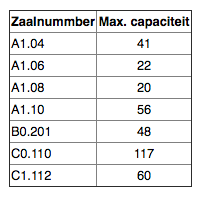 Zaalnummber Max. capaciteit
A1.04 41
A1.06 22
A1.08 20
A1.10 56
B0.201 48
C0.110 117
C1.112 60